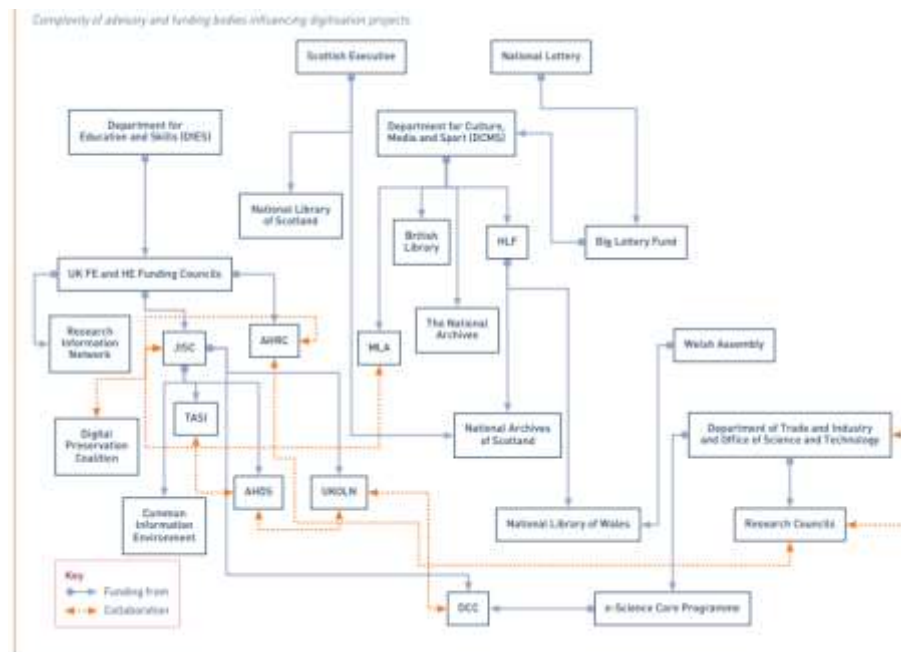 Complexity of advisory and funding bodies influencing digitisation projects
Scottish Executive
National Lottery
Department for
Education and Skills (DfES)
Department for Culture,
Media and Sport (DCMS)
National Library
of Scotland
British
Library
HLF
Big Lottery Fund
UK FE and HE Funding Councils
The National
Archives
Research
Information
Network
JISC
AHRC
MLA
Welsh Assembly
TASI
Digital
Preservation
Coalition
National Archives
of Scotland
Department of Trade and Industry
and Office of Science and Technology
AHDS
UKOLN
Common
Information
Environment
National Library of Wales
Research Councils
Key
Funding from
Collaboration
DCC
e-Science Core Programme